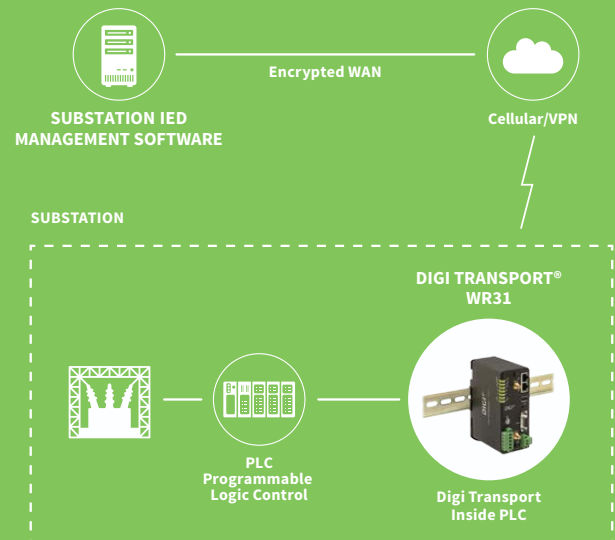 Encrypted WAN
SUBSTATION IED
MANAGEMENT SOFTWARE
Cellular/VPN
SUBSTATION
DIGI TRANSPORT®
WR31
DIGI
PLC
Programmable
Logic Control
Digi Transport
Inside PLC